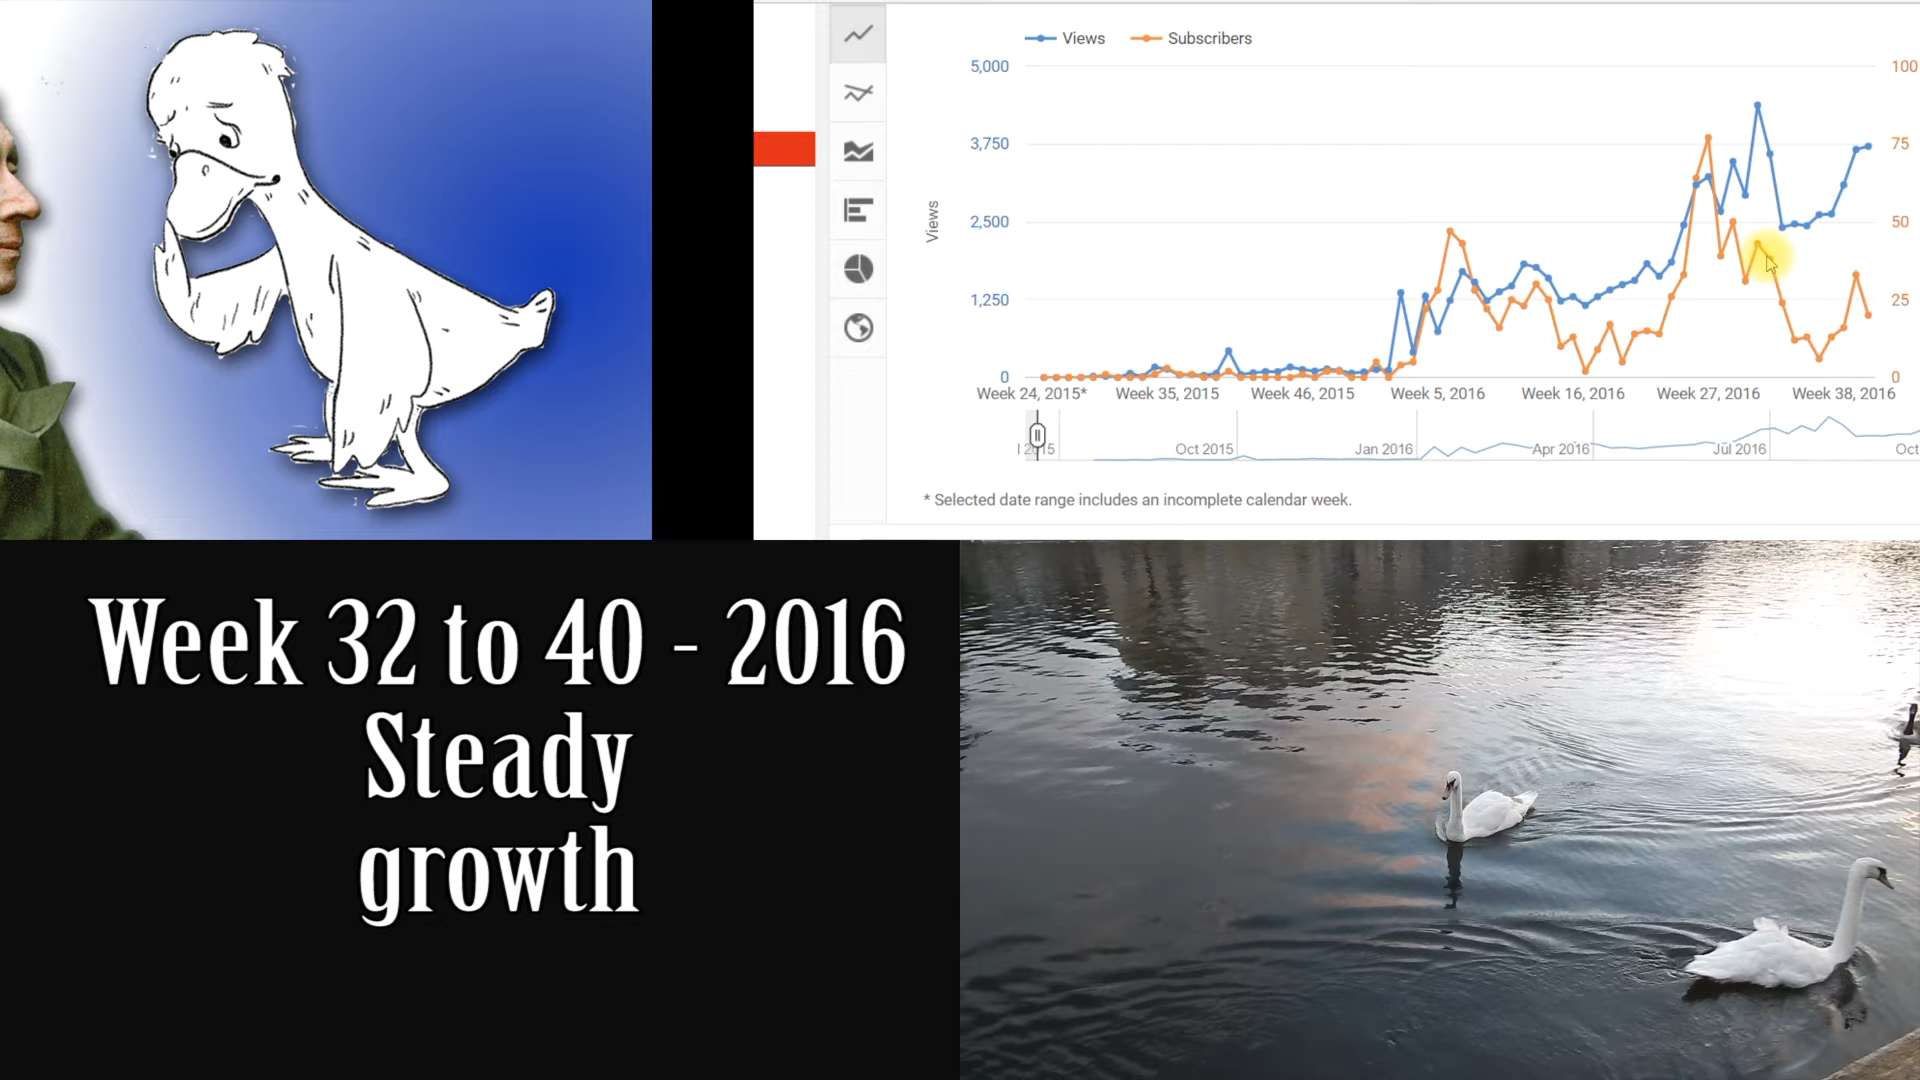 Views Subscribers
5,000 100
3,750 75
2,500 50
1,250 25
0 0
Views
Week 24, 2015* Week 35, 2015 Week 46, 2015 Week 5, 2016 Week 16, 2016 Week 27, 2016 Week 38, 2016
Oct 2015 Jan 2016 Apr 2016 Jul 2016 Oct
* Selected date range includes an incomplete calendar week.
Week 32 to 40 - 2016
Steady
growth